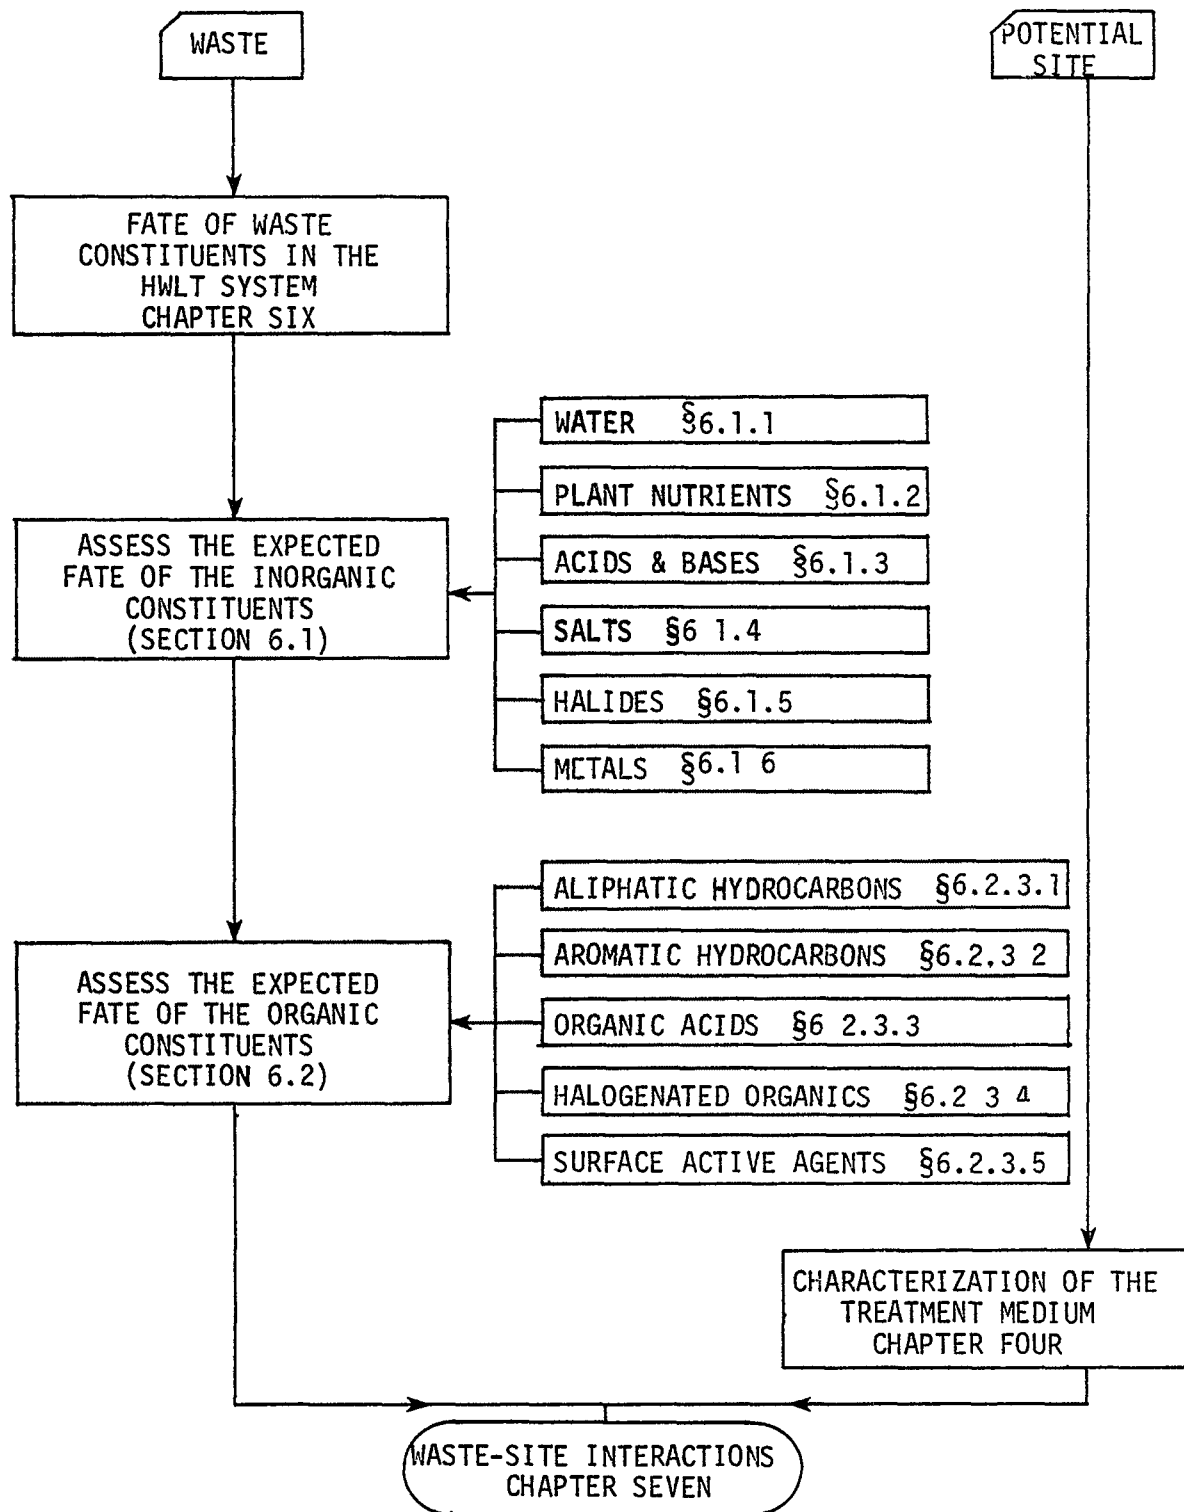 WASTE
POTENTIAL
SITE
FATE OF WASTE
CONSTITUENTS IN THE
HWLT SYSTEM
CHAPTER SIX
WATER §6.1.1
PLANT NUTRIENTS §6.1.2
ACIDS & BASES §6.1.3
SALTS §6 1.4
HALIDES §6.1.5
METALS §6.1 6
ASSESS THE EXPECTED
FATE OF THE INORGANIC
CONSTITUENTS
(SECTION 6.1)
ALIPHATIC HYDROCARBONS §6.2.3.1
AROMATIC HYDROCARBONS §6.2.3 2
ORGANIC ACIDS §6 2.3.3
HALOGENATED ORGANICS §6.2 3 4
SURFACE ACTIVE AGENTS §6.2.3.5
ASSESS THE EXPECTED
FATE OF THE ORGANIC
CONSTITUENTS
(SECTION 6.2)
CHARACTERIZATION OF THE
TREATMENT MEDIUM
CHAPTER FOUR
WASTE-SITE INTERACTIONS
CHAPTER SEVEN